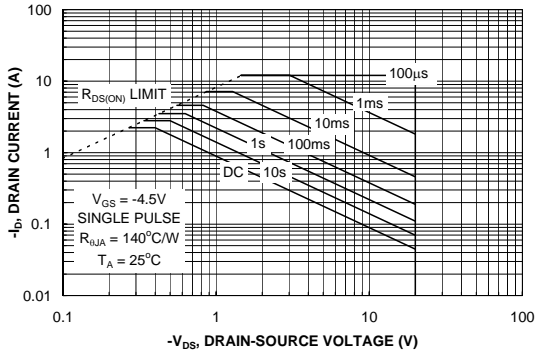 100
10
1
0.1
0.01
-I_D, DRAIN CURRENT (A)
R_DS(ON) LIMIT
100μs
1ms
10ms
100ms
1s
10s
DC
V_GS = -4.5V
SINGLE PULSE
R_θJA = 140°C/W
T_A = 25°C
0.1
1
10
100
-V_DS, DRAIN-SOURCE VOLTAGE (V)